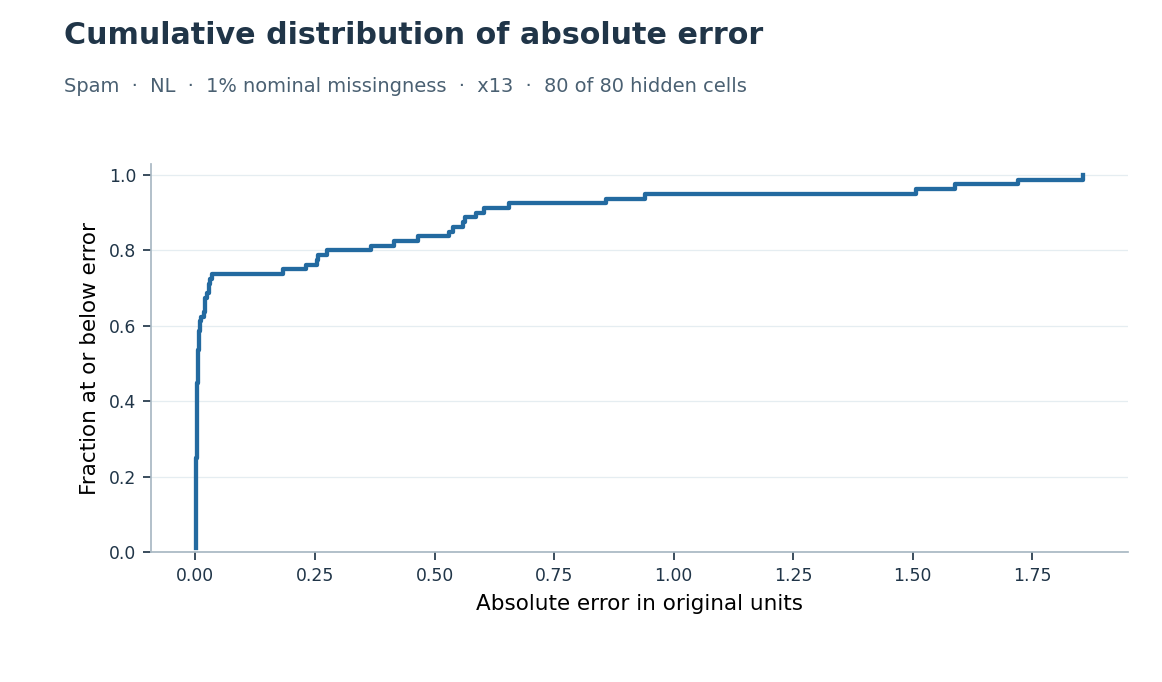 Cumulative distribution of absolute error
Spam · NL · 1% nominal missingness · x13 · 80 of 80 hidden cells
1.0
0.8
0.6
0.4
0.2
0.0
Fraction at or below error
0.00 0.25 0.50 0.75 1.00 1.25 1.50 1.75
Absolute error in original units